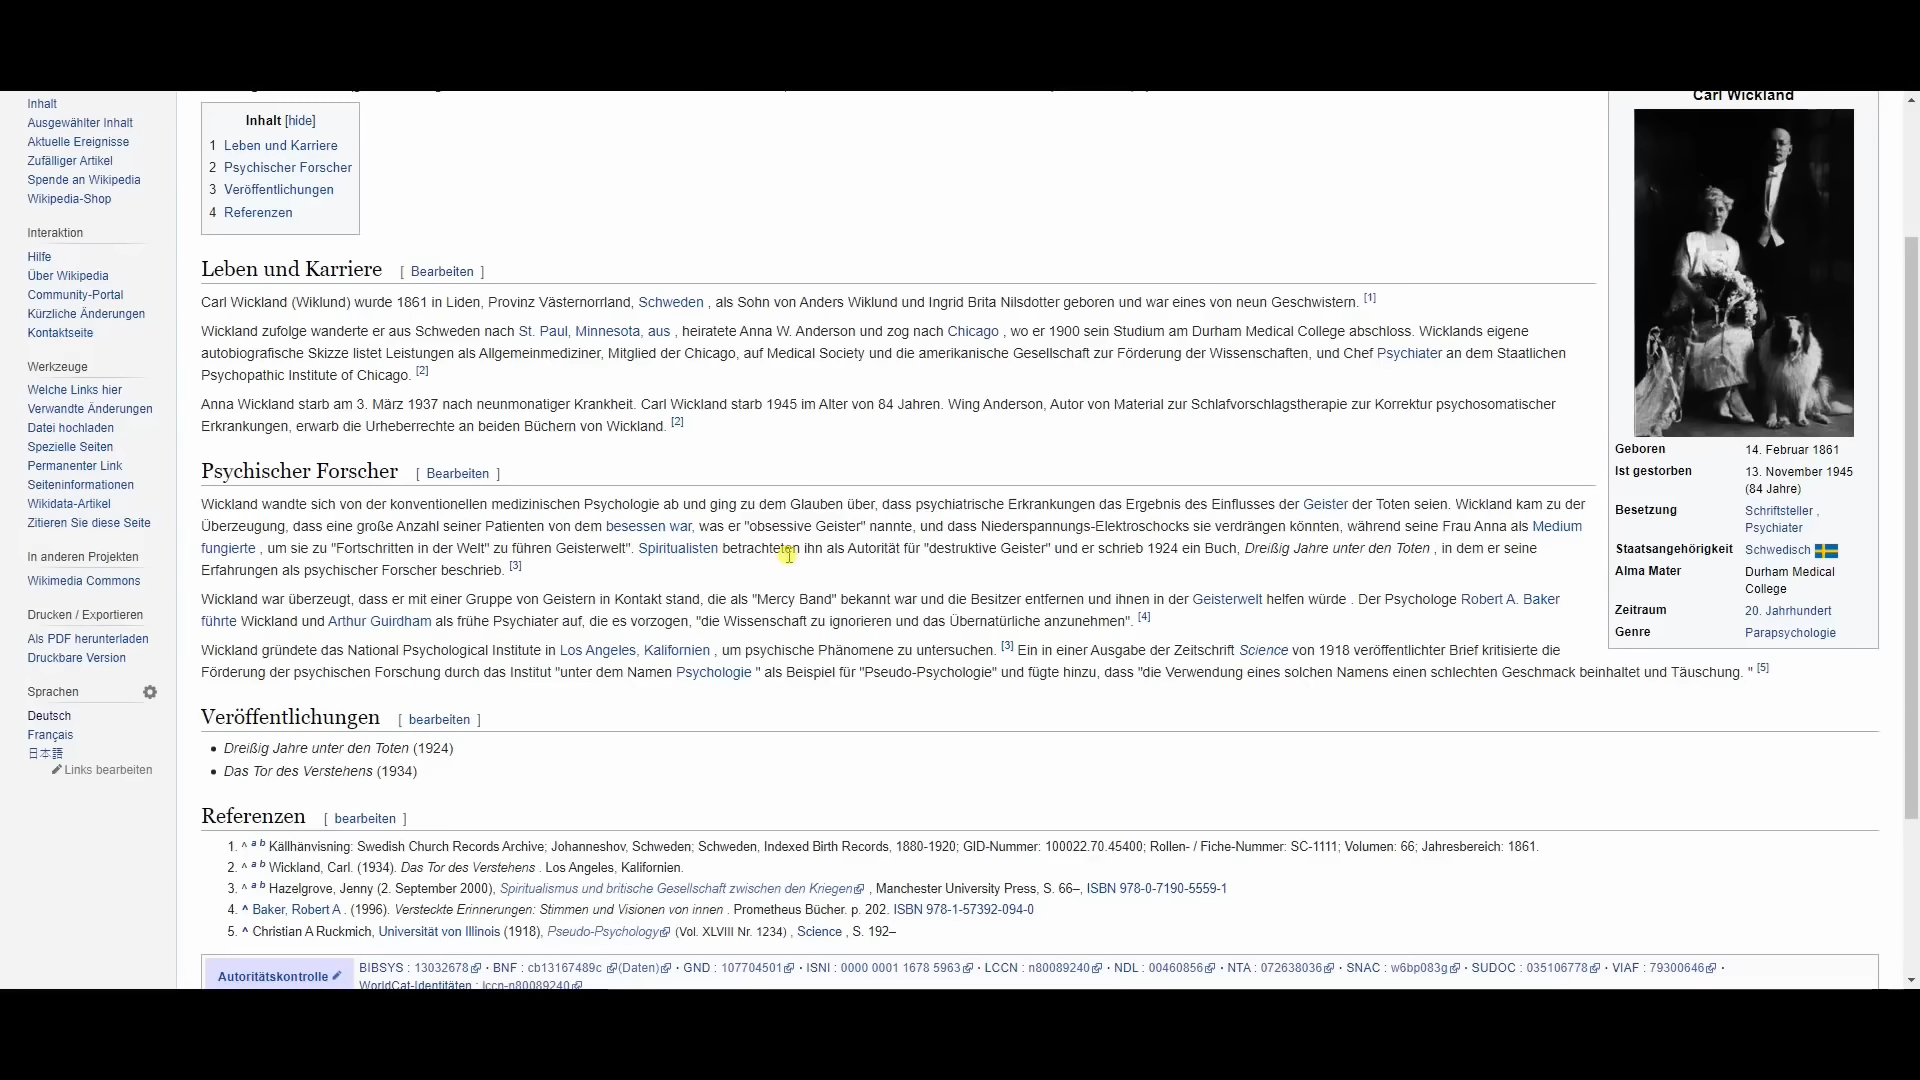 Inhalt
Ausgewählter Inhalt
Aktuelle Ereignisse
Zufälliger Artikel
Spende an Wikipedia
Wikipedia-Shop
Interaktion
Hilfe
Über Wikipedia
Community-Portal
Kürzliche Änderungen
Kontaktseite
Werkzeuge
Welche Links hier
Verwandte Änderungen
Datei hochladen
Spezielle Seiten
Permanenter Link
Seiteninformationen
Wikidata-Artikel
Zitieren Sie diese Seite
In anderen Projekten
Wikimedia Commons
Drucken / Exportieren
Als PDF herunterladen
Druckbare Version
Sprachen
Deutsch
Français
日本語
Links bearbeiten
Inhalt [hide]
1 Leben und Karriere
2 Psychischer Forscher
3 Veröffentlichungen
4 Referenzen
Leben und Karriere [ Bearbeiten ]
Carl Wickland (Wiklund) wurde 1861 in Liden, Provinz Västernorrland, Schweden , als Sohn von Anders Wiklund und Ingrid Brita Nilsdotter geboren und war eines von neun Geschwistern. [1]
Wickland zufolge wanderte er aus Schweden nach St. Paul, Minnesota, aus , heiratete Anna W. Anderson und zog nach Chicago , wo er 1900 sein Studium am Durham Medical College abschloss. Wicklands eigene
autobiografische Skizze listet Leistungen als Allgemeinmediziner, Mitglied der Chicago, auf Medical Society und die amerikanische Gesellschaft zur Förderung der Wissenschaften, und Chef Psychiater an dem Staatlichen
Psychopathic Institute of Chicago. [2]
Anna Wickland starb am 3. März 1937 nach neunmonatiger Krankheit. Carl Wickland starb 1945 im Alter von 84 Jahren. Wing Anderson, Autor von Material zur Schlafvorschlagstherapie zur Korrektur psychosomatischer
Erkrankungen, erwarb die Urheberrechte an beiden Büchern von Wickland. [2]
Psychischer Forscher [ Bearbeiten ]
Wickland wandte sich von der konventionellen medizinischen Psychologie ab und ging zu dem Glauben über, dass psychiatrische Erkrankungen das Ergebnis des Einflusses der Geister der Toten seien. Wickland kam zu der
Überzeugung, dass eine große Anzahl seiner Patienten von dem besessen war, was er "obsessive Geister" nannte, und dass Niederspannungs-Elektroschocks sie verdrängen könnten, während seine Frau Anna als Medium
fungierte , um sie zu "Fortschritten in der Welt" zu führen Geisterwelt". Spiritualisten betrachteten ihn als Autorität für "destruktive Geister" und er schrieb 1924 ein Buch, Dreißig Jahre unter den Toten , in dem er seine
Erfahrungen als psychischer Forscher beschrieb. [3]
Wickland war überzeugt, dass er mit einer Gruppe von Geistern in Kontakt stand, die als "Mercy Band" bekannt war und die Besitzer entfernen und ihnen in der Geisterwelt helfen würde . Der Psychologe Robert A. Baker
führte Wickland und Arthur Guirdham als frühe Psychiater auf, die es vorzogen, "die Wissenschaft zu ignorieren und das Übernatürliche anzunehmen". [4]
Wickland gründete das National Psychological Institute in Los Angeles, Kalifornien , um psychische Phänomene zu untersuchen. [3] Ein in einer Ausgabe der Zeitschrift Science von 1918 veröffentlichter Brief kritisierte die
Förderung der psychischen Forschung durch das Institut "unter dem Namen Psychologie " als Beispiel für "Pseudo-Psychologie" und fügte hinzu, dass "die Verwendung eines solchen Namens einen schlechten Geschmack beinhaltet und Täuschung. " [5]
Veröffentlichungen [ bearbeiten ]
• Dreißig Jahre unter den Toten (1924)
• Das Tor des Verstehens (1934)
Referenzen [ bearbeiten ]
1. ^ a b Källhänvisning: Swedish Church Records Archive; Johanneshov, Schweden; Schweden, Indexed Birth Records, 1880-1920; GID-Nummer: 100022.70.45400; Rollen- / Fiche-Nummer: SC-1111; Volumen: 66; Jahresbereich: 1861.
2. ^ a b Wickland, Carl. (1934). Das Tor des Verstehens . Los Angeles, Kalifornien.
3. ^ a b Hazelgrove, Jenny (2. September 2000), Spiritualismus und britische Gesellschaft zwischen den Kriegen , Manchester University Press, S. 66–, ISBN 978-0-7190-5559-1
4. ^ Baker, Robert A . (1996). Versteckte Erinnerungen: Stimmen und Visionen von innen . Prometheus Bücher. p. 202. ISBN 978-1-57392-094-0
5. ^ Christian A Ruckmich, Universität von Illinois (1918), Pseudo-Psychology (Vol. XLVIII Nr. 1234) , Science , S. 192–
Autoritätskontrolle
BIBSYS : 13032678 · BNF : cb13167489c (Daten) · GND : 107704501 · ISNI : 0000 0001 1678 5963 · LCCN : n80089240 · NDL : 00460856 · NTA : 072638036 · SNAC : w6bp083g · SUDOC : 035106778 · VIAF : 79300646 ·
WorldCat-Identitäten : lccn-n80089240
Carl Wickland
Geboren 14. Februar 1861
Ist gestorben 13. November 1945
(84 Jahre)
Besetzung Schriftsteller ,
Psychiater
Staatsangehörigkeit Schwedisch
Alma Mater Durham Medical
College
Zeitraum 20. Jahrhundert
Genre Parapsychologie